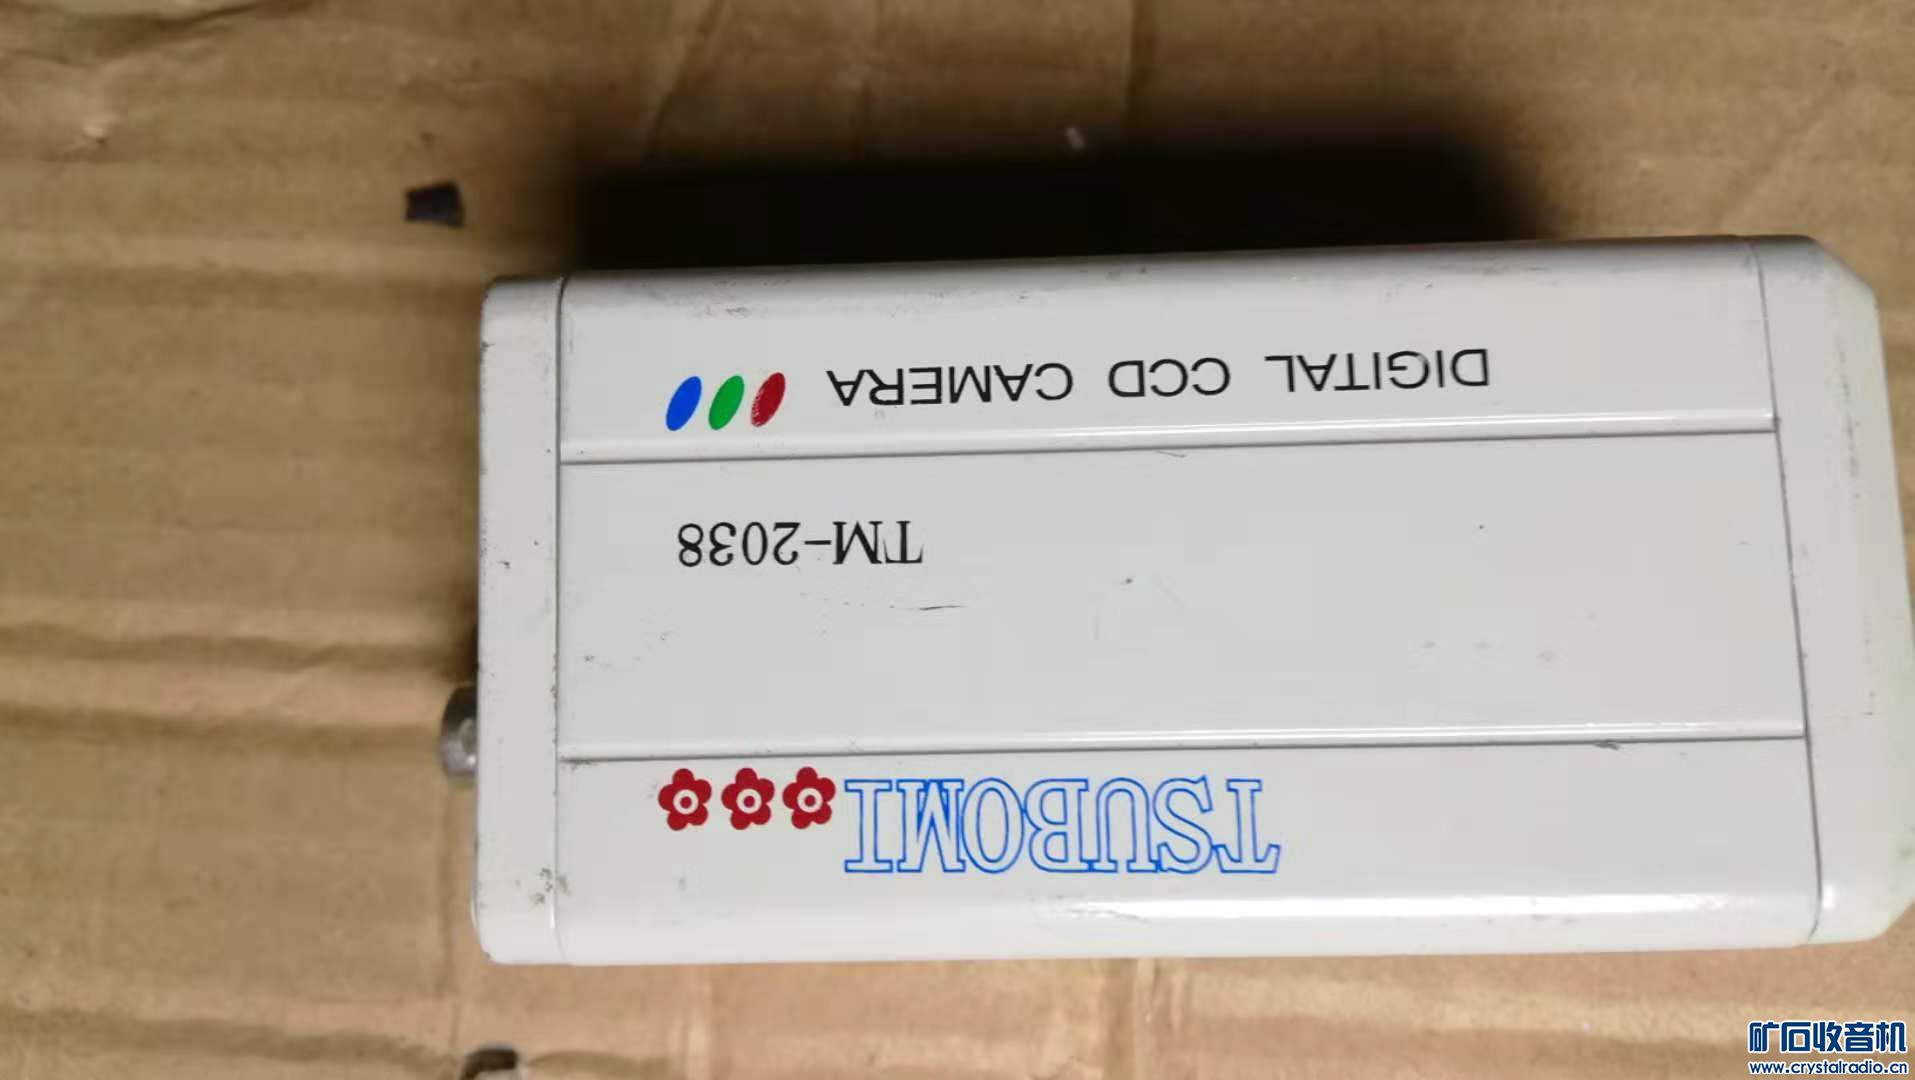 TSUBOMI
TM-2038
DIGITAL CCD CAMERA
矿石收音机
www.crystalradio.cn